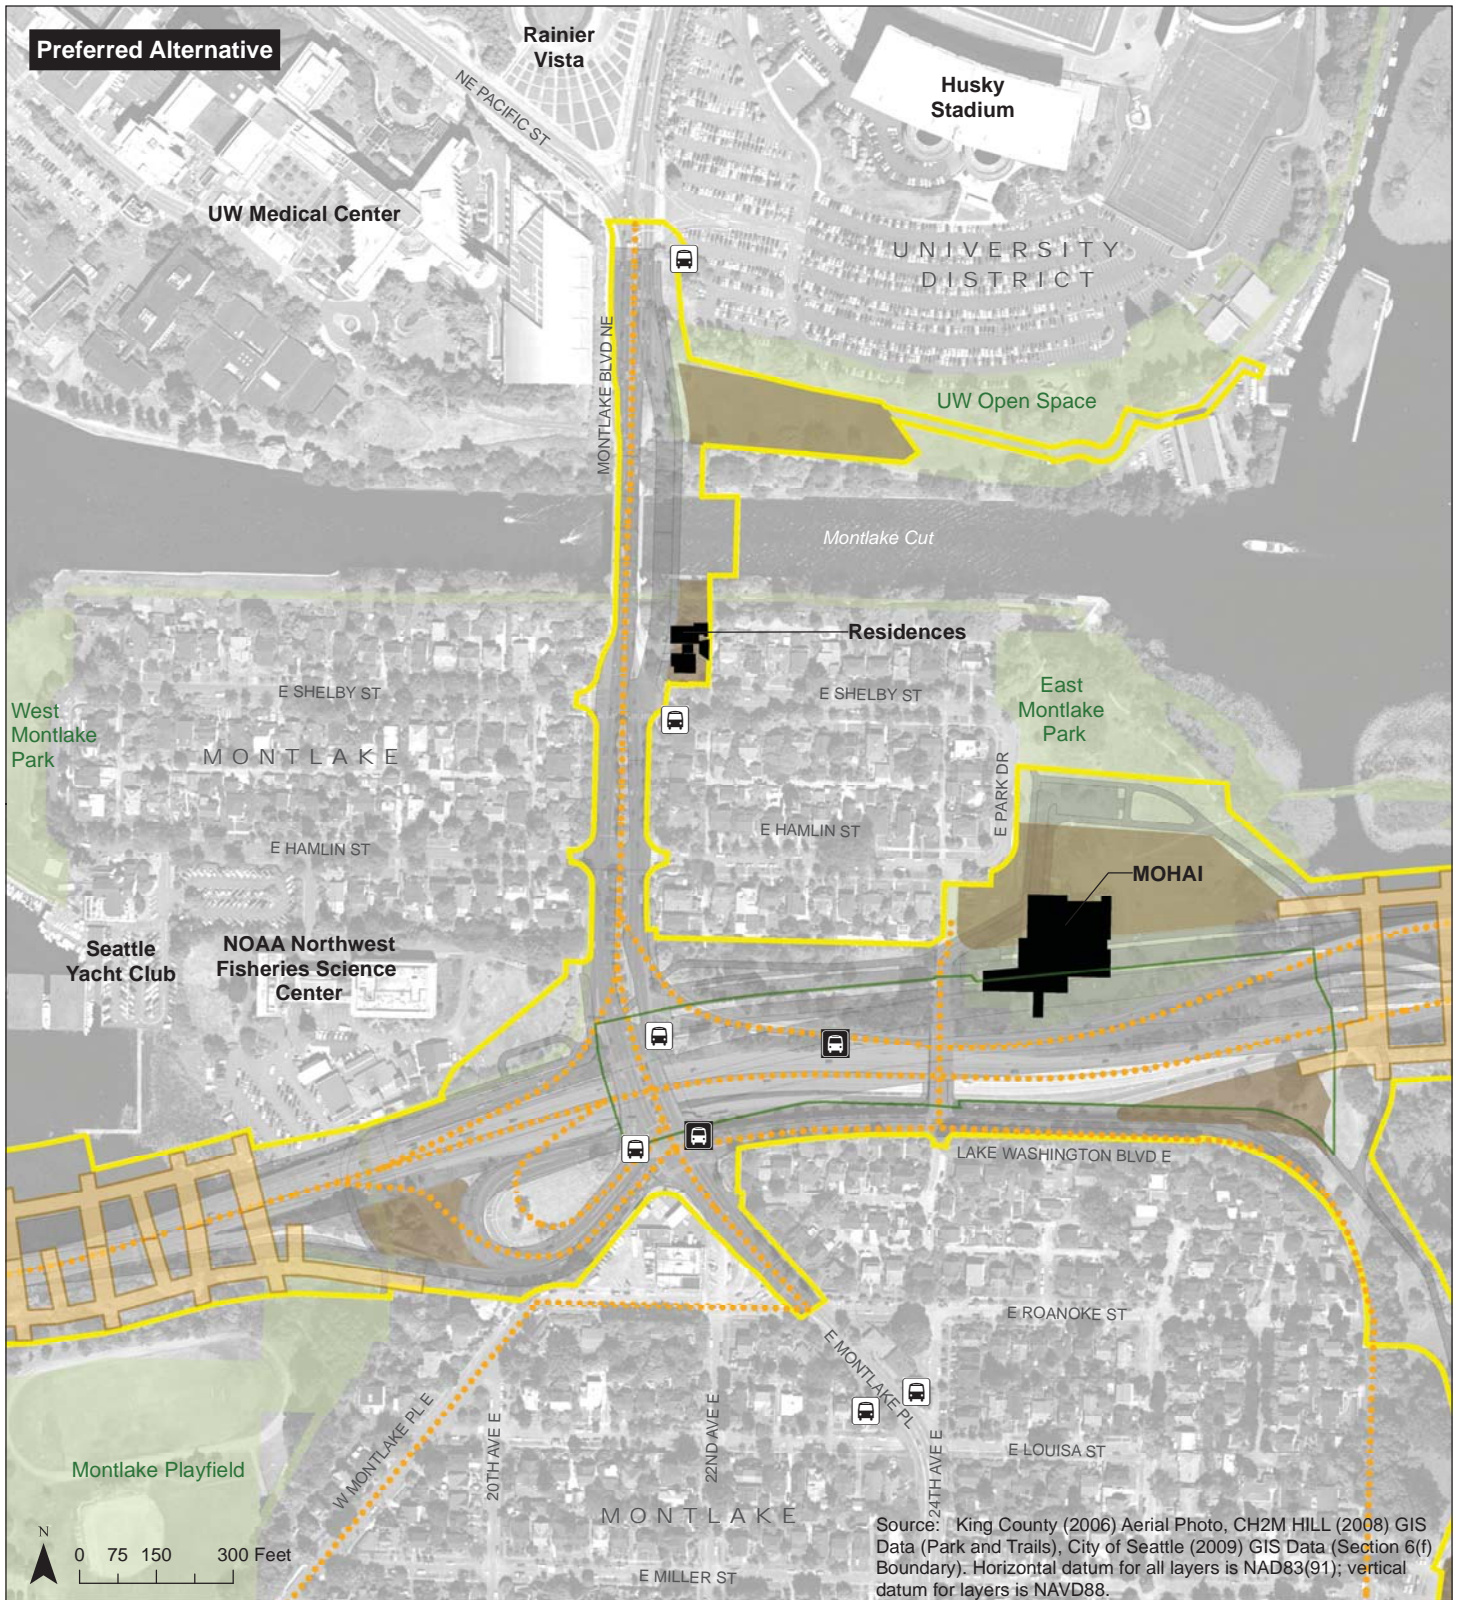 Preferred Alternative
Rainier
Vista
NE PACIFIC ST
Husky
Stadium
UW Medical Center
UNIVERSITY
DISTRICT
MONTLAKE BLVD NE
UW Open Space
Montlake Cut
Residences
E SHELBY ST
E SHELBY ST
West
Montlake
Park
MONTLAKE
East
Montlake
Park
E PARK DR
E HAMLIN ST
E HAMLIN ST
MOHAI
Seattle
Yacht Club
NOAA Northwest
Fisheries Science
Center
LAKE WASHINGTON BLVD E
E ROANOKE ST
E MONTLAKE PL
W MONTLAKE PL E
20TH AVE E
22ND AVE E
24TH AVE E
E LOUISA ST
Montlake Playfield
MONTLAKE
E MILLER ST
N
0 75 150 300 Feet
Source: King County (2006) Aerial Photo, CH2M HILL (2008) GIS
Data (Park and Trails), City of Seattle (2009) GIS Data (Section 6(f)
Boundary). Horizontal datum for all layers is NAD83(91); vertical
datum for layers is NAVD88.